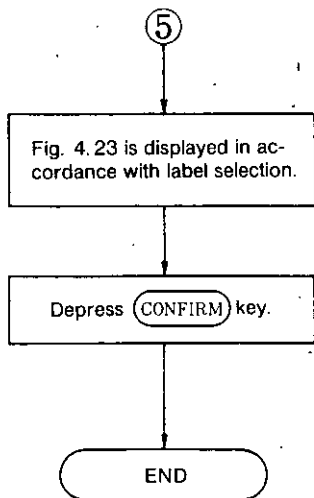 5
Fig. 4.23 is displayed in ac-
cordance with label selection.
Depress CONFIRM key.
END